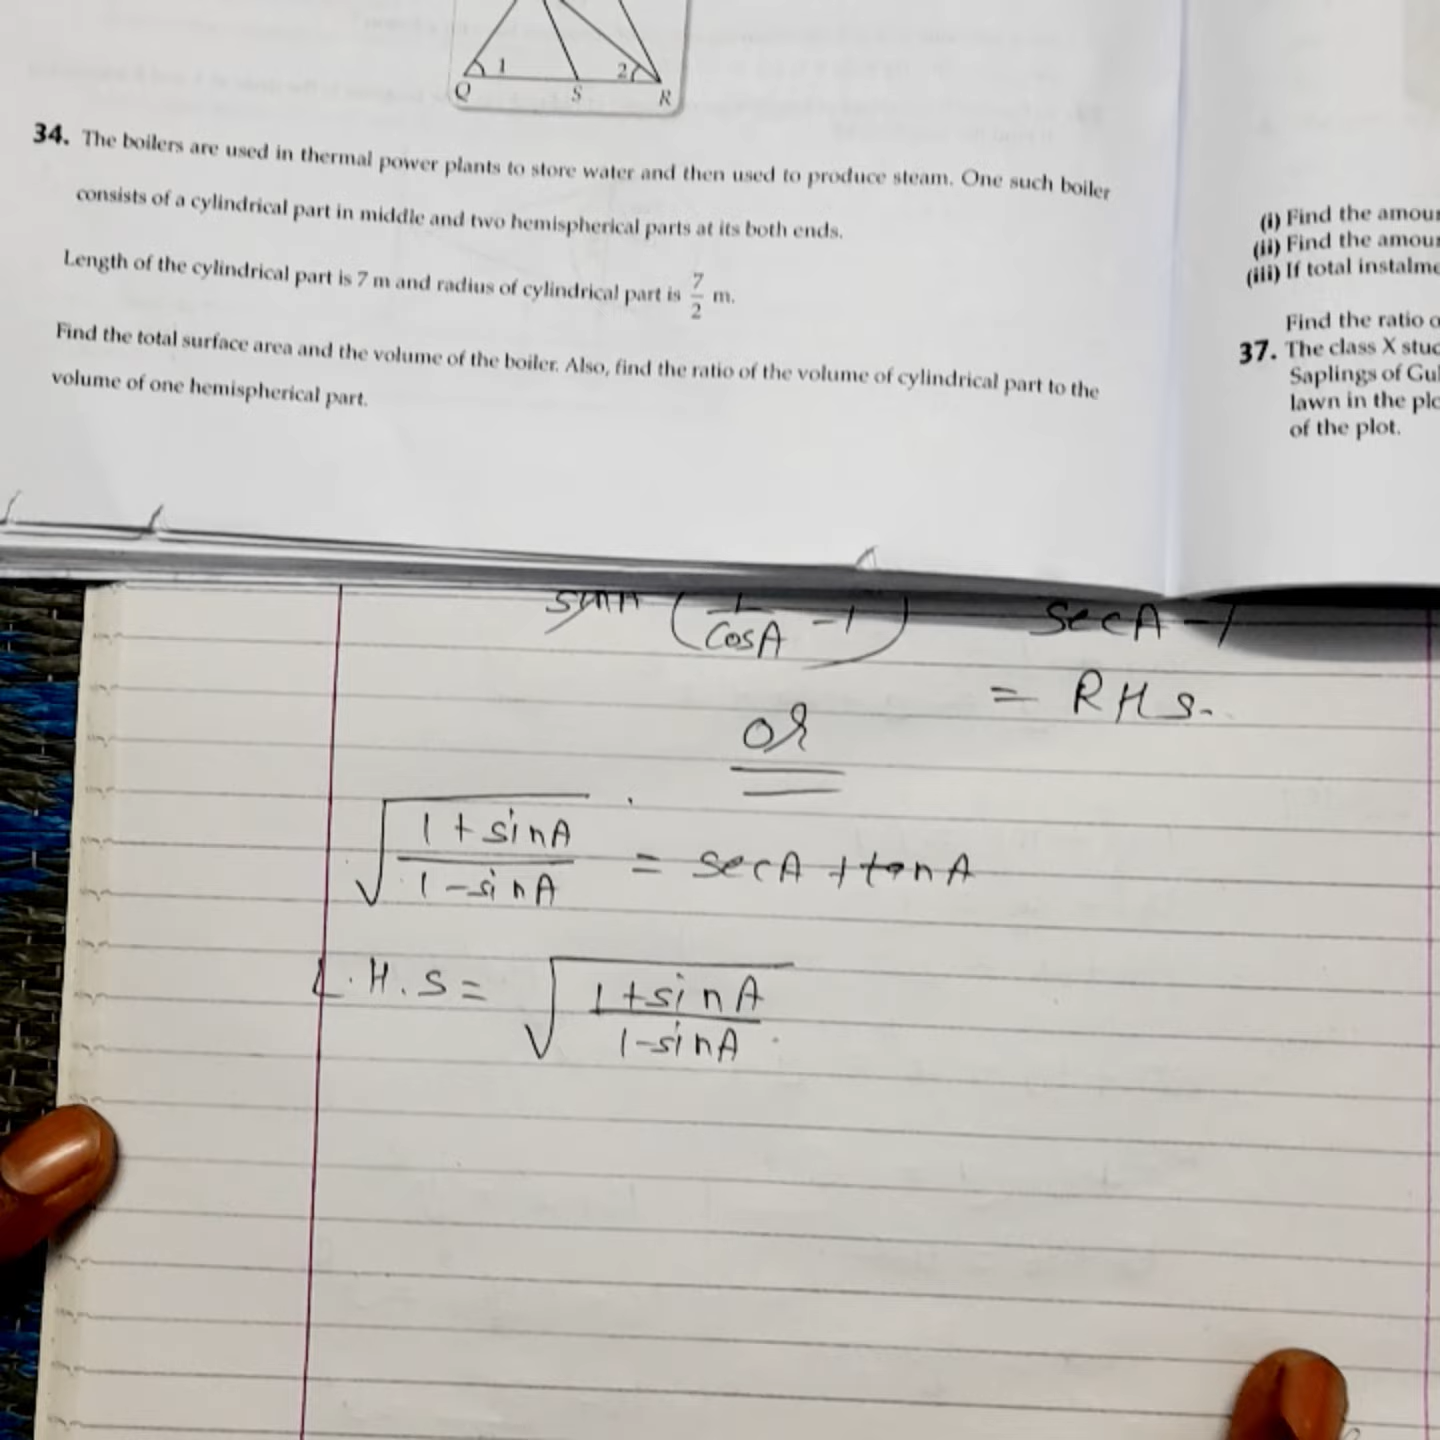 1 2
Q S R
34. The boilers are used in thermal power plants to store water and then used to produce steam. One such boiler
consists of a cylindrical part in middle and two hemispherical parts at its both ends.
Length of the cylindrical part is 7 m and radius of cylindrical part is 7/2 m.
Find the total surface area and the volume of the boiler. Also, find the ratio of the volume of cylindrical part to the
volume of one hemispherical part.
(i) Find the amour
(ii) Find the amour
(iii) If total instalme
Find the ratio o
37. The class X stud
Saplings of Gul
lawn in the plo
of the plot.
sinA (1/cosA - 1) secA - 1
= RHS.
or
√((1 + sinA)/(1 - sinA)) = secA + tanA
L.H.S = √((1+sinA)/(1-sinA))